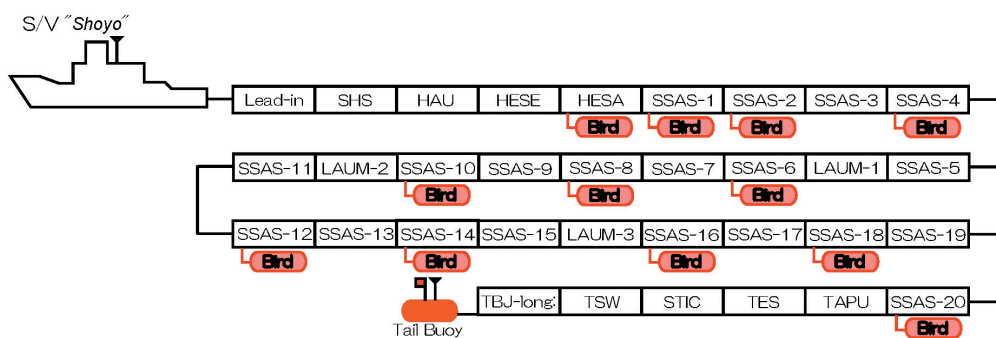 S/V "Shoyo"
Lead-in SHS HAU HESE HESA SSAS-1 SSAS-2 SSAS-3 SSAS-4
Bird Bird Bird Bird
SSAS-11 LAUM-2 SSAS-10 SSAS-9 SSAS-8 SSAS-7 SSAS-6 LAUM-1 SSAS-5
Bird Bird Bird
SSAS-12 SSAS-13 SSAS-14 SSAS-15 LAUM-3 SSAS-16 SSAS-17 SSAS-18 SSAS-19
Bird Bird Bird Bird
TBJ-long: TSW STIC TES TAPU SSAS-20
Tail Buoy Bird